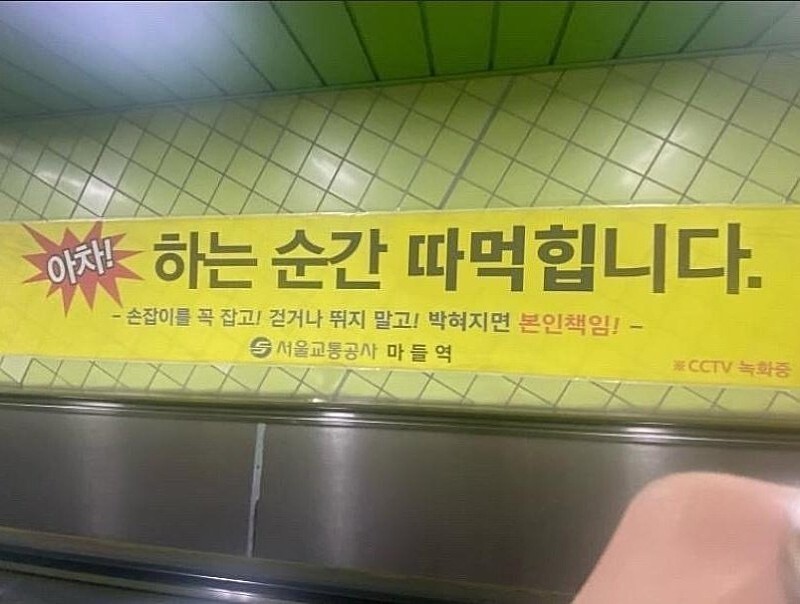 아차! 하는 순간 따먹힙니다.
- 손잡이를 꼭 잡고! 걷거나 뛰지 말고! 박혀지면 본인책임! -
서울교통공사 마들역
※CCTV 녹화중